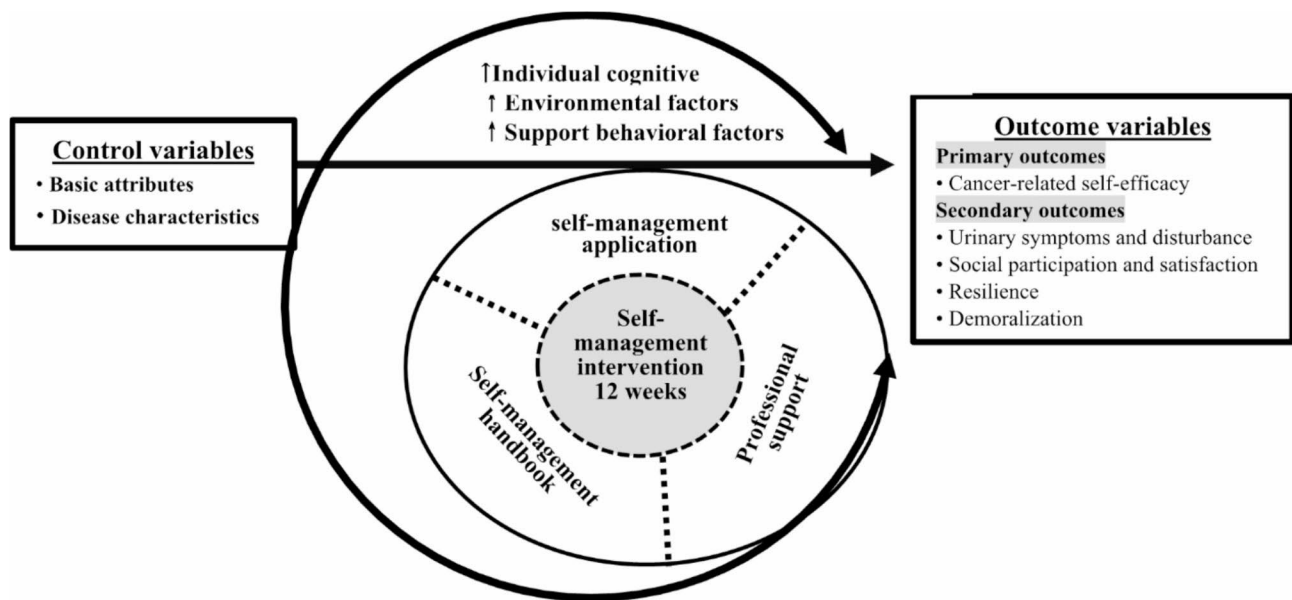 ↑Individual cognitive
↑ Environmental factors
↑ Support behavioral factors
Control variables
• Basic attributes
• Disease characteristics
self-management
application
Self-
management
intervention
12 weeks
Self-management
handbook
Professional
support
Outcome variables
Primary outcomes
• Cancer-related self-efficacy
Secondary outcomes
• Urinary symptoms and disturbance
• Social participation and satisfaction
• Resilience
• Demoralization